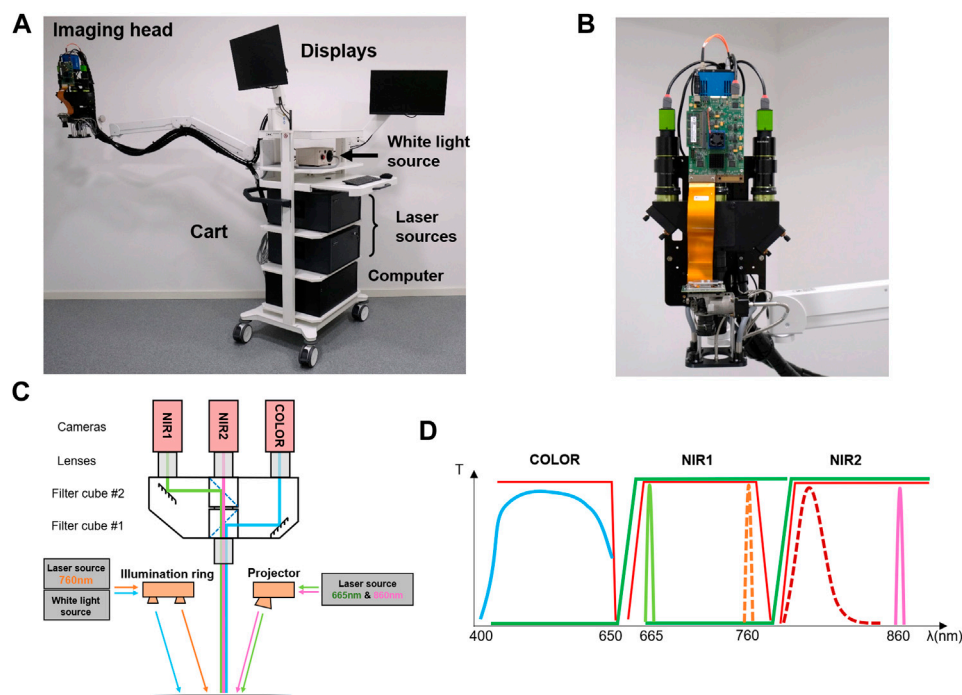 A
Imaging head
Displays
White light
source
Laser
sources
Cart
Computer
B
C
Cameras
NIR1
NIR2
COLOR
Lenses
Filter cube #2
Filter cube #1
Laser source
760nm
White light
source
Illumination ring
Projector
Laser source
665nm & 860nm
D
T
COLOR
NIR1
NIR2
400
650
665
760
860
λ(nm)